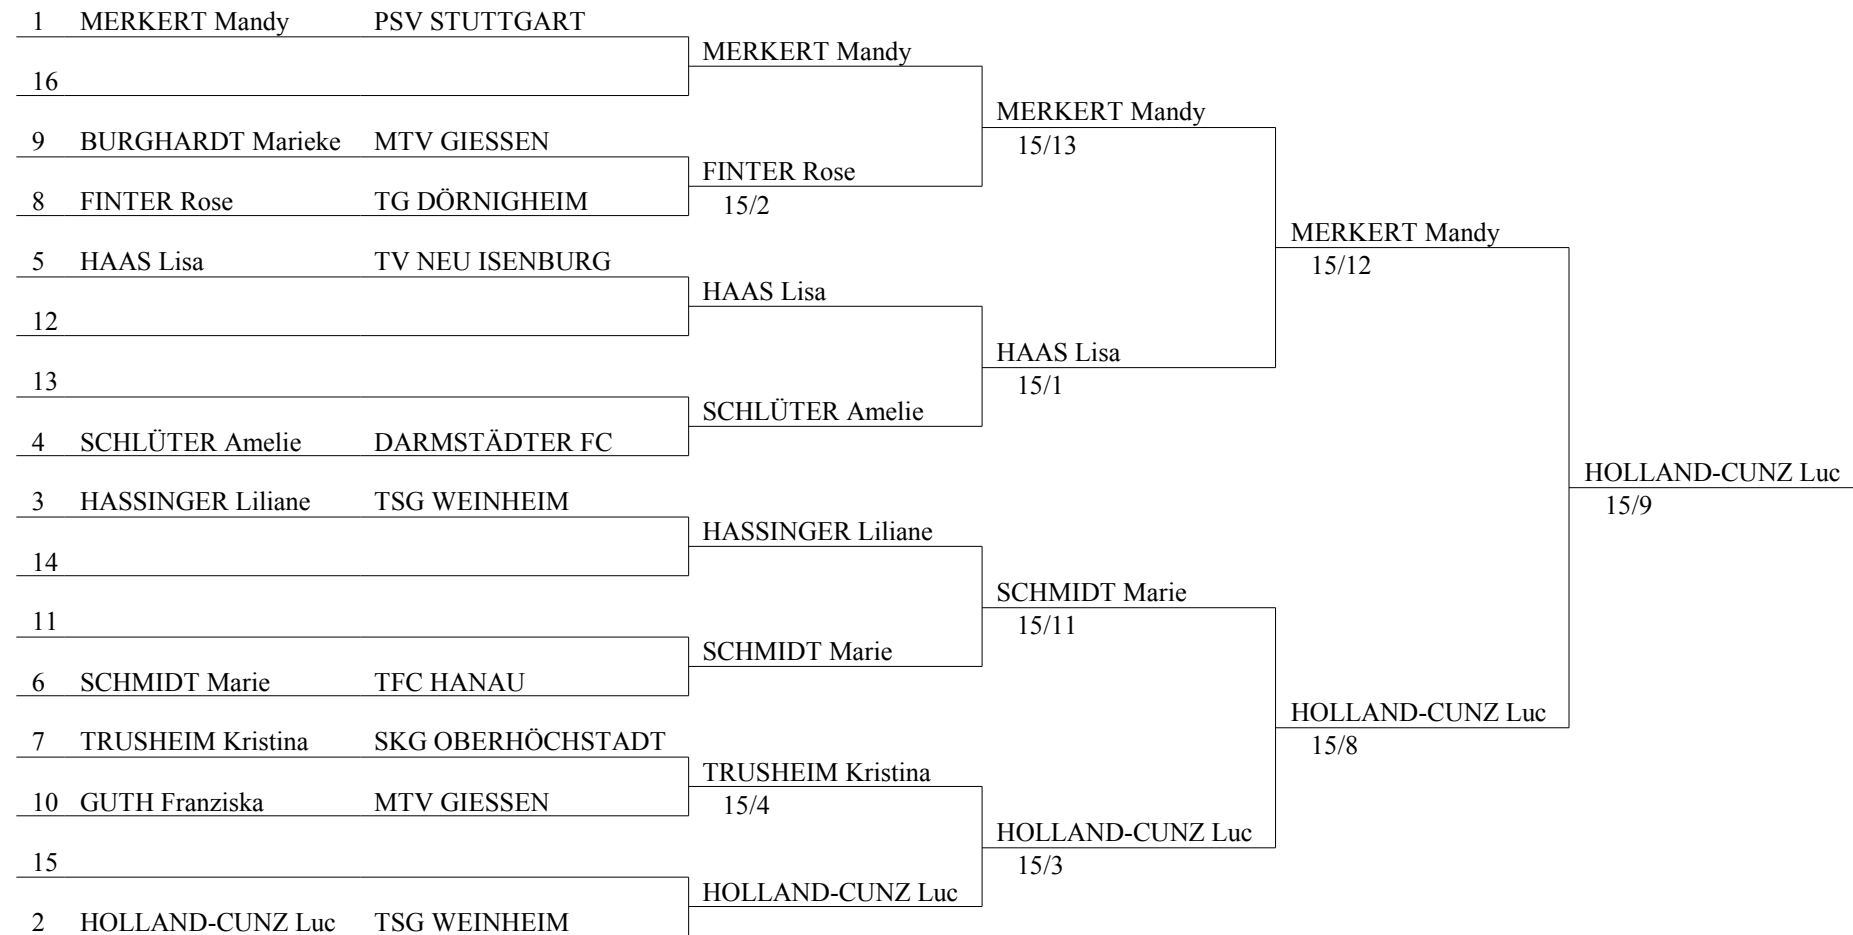 1 MERKERT Mandy PSV STUTTGART
MERKERT Mandy
16
MERKERT Mandy
9 BURGHARDT Marieke MTV GIESSEN
15/13
FINTER Rose
8 FINTER Rose TG DÖRNIGHEIM
15/2
MERKERT Mandy
5 HAAS Lisa TV NEU ISENBURG
15/12
HAAS Lisa
12
HAAS Lisa
13
15/1
SCHLÜTER Amelie
4 SCHLÜTER Amelie DARMSTÄDTER FC
HOLLAND-CUNZ Luc
3 HASSINGER Liliane TSG WEINHEIM
15/9
HASSINGER Liliane
14
SCHMIDT Marie
11
15/11
SCHMIDT Marie
6 SCHMIDT Marie TFC HANAU
HOLLAND-CUNZ Luc
7 TRUSHEIM Kristina SKG OBERHÖCHSTADT
15/8
TRUSHEIM Kristina
10 GUTH Franziska MTV GIESSEN
15/4
HOLLAND-CUNZ Luc
15
15/3
HOLLAND-CUNZ Luc
2 HOLLAND-CUNZ Luc TSG WEINHEIM